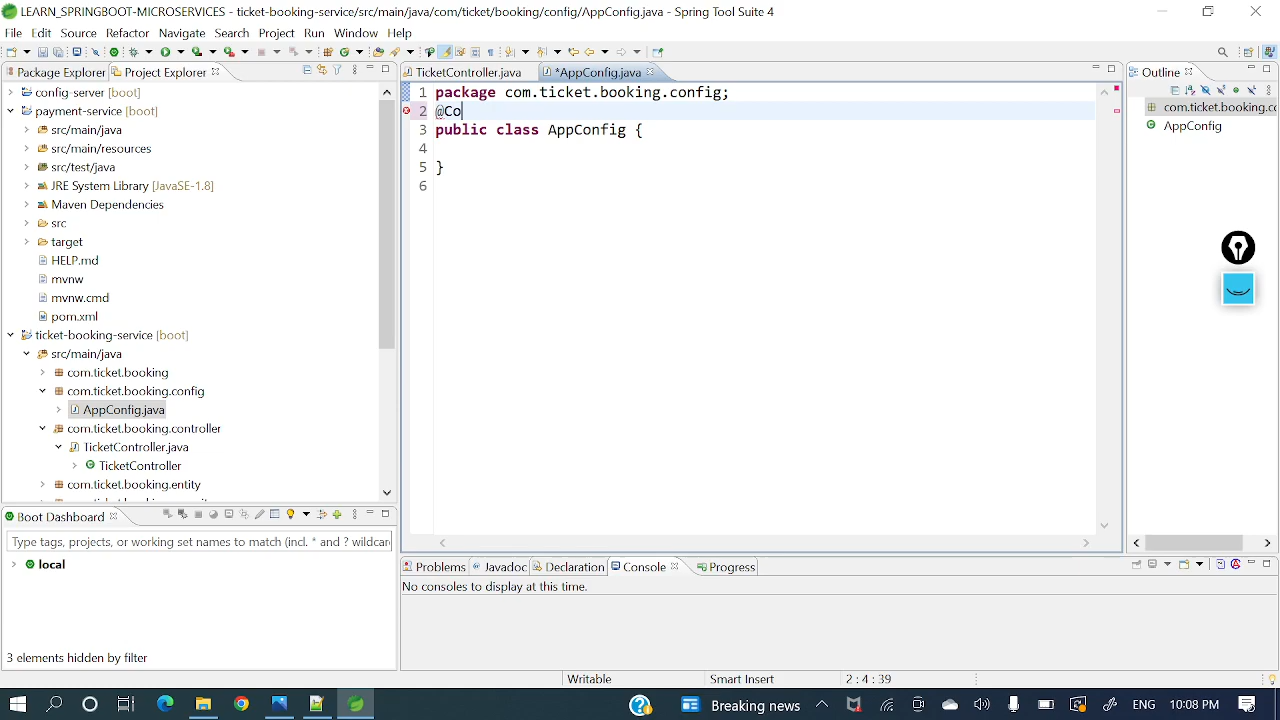 LEARN_SPRINGBOOT-MICROSERVICES - ticket-booking-service/src/main/java/com/ticket/booking/config/AppConfig.java - Spring Tool Suite 4
File Edit Source Refactor Navigate Search Project Run Window Help
Package Explorer
Project Explorer
config-server [boot]
payment-service [boot]
src/main/java
src/main/resources
src/test/java
JRE System Library [JavaSE-1.8]
Maven Dependencies
src
target
HELP.md
mvnw
mvnw.cmd
pom.xml
ticket-booking-service [boot]
src/main/java
com.ticket.booking
com.ticket.booking.config
AppConfig.java
com.ticket.booking.controller
TicketController.java
TicketController
com.ticket.booking.entity
TicketController.java
*AppConfig.java
1 package com.ticket.booking.config;
2 @Co
3 public class AppConfig {
4
5 }
6
Outline
com.ticket.booking.c
AppConfig
Boot Dashboard
Type tags, projects, or working set names to match (incl. * and ? wildcard
local
3 elements hidden by filter
Problems
Javadoc
Declaration
Console
Progress
No consoles to display at this time.
Writable
Smart Insert
2 : 4 : 39
Breaking news
ENG
10:08 PM